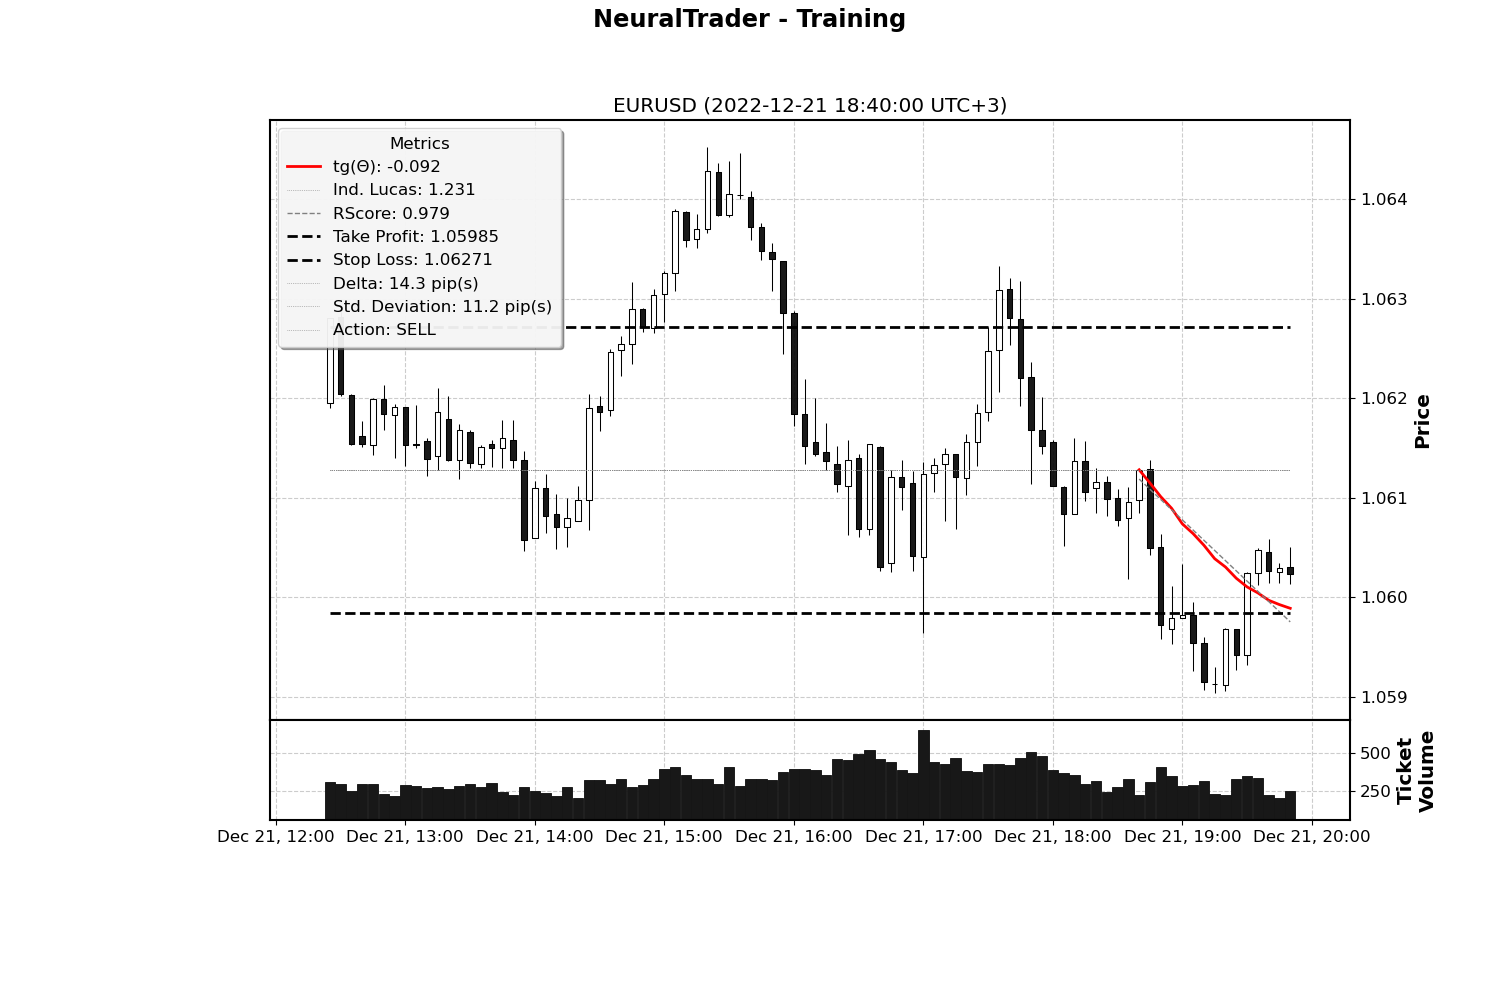 NeuralTrader - Training
EURUSD (2022-12-21 18:40:00 UTC+3)
Metrics
tg(Θ): -0.092
Ind. Lucas: 1.231
RScore: 0.979
Take Profit: 1.05985
Stop Loss: 1.06271
Delta: 14.3 pip(s)
Std. Deviation: 11.2 pip(s)
Action: SELL
1.064
1.063
1.062
1.061
1.060
1.059
Price
500
250
Ticket
Volume
Dec 21, 12:00 Dec 21, 13:00 Dec 21, 14:00 Dec 21, 15:00 Dec 21, 16:00 Dec 21, 17:00 Dec 21, 18:00 Dec 21, 19:00 Dec 21, 20:00